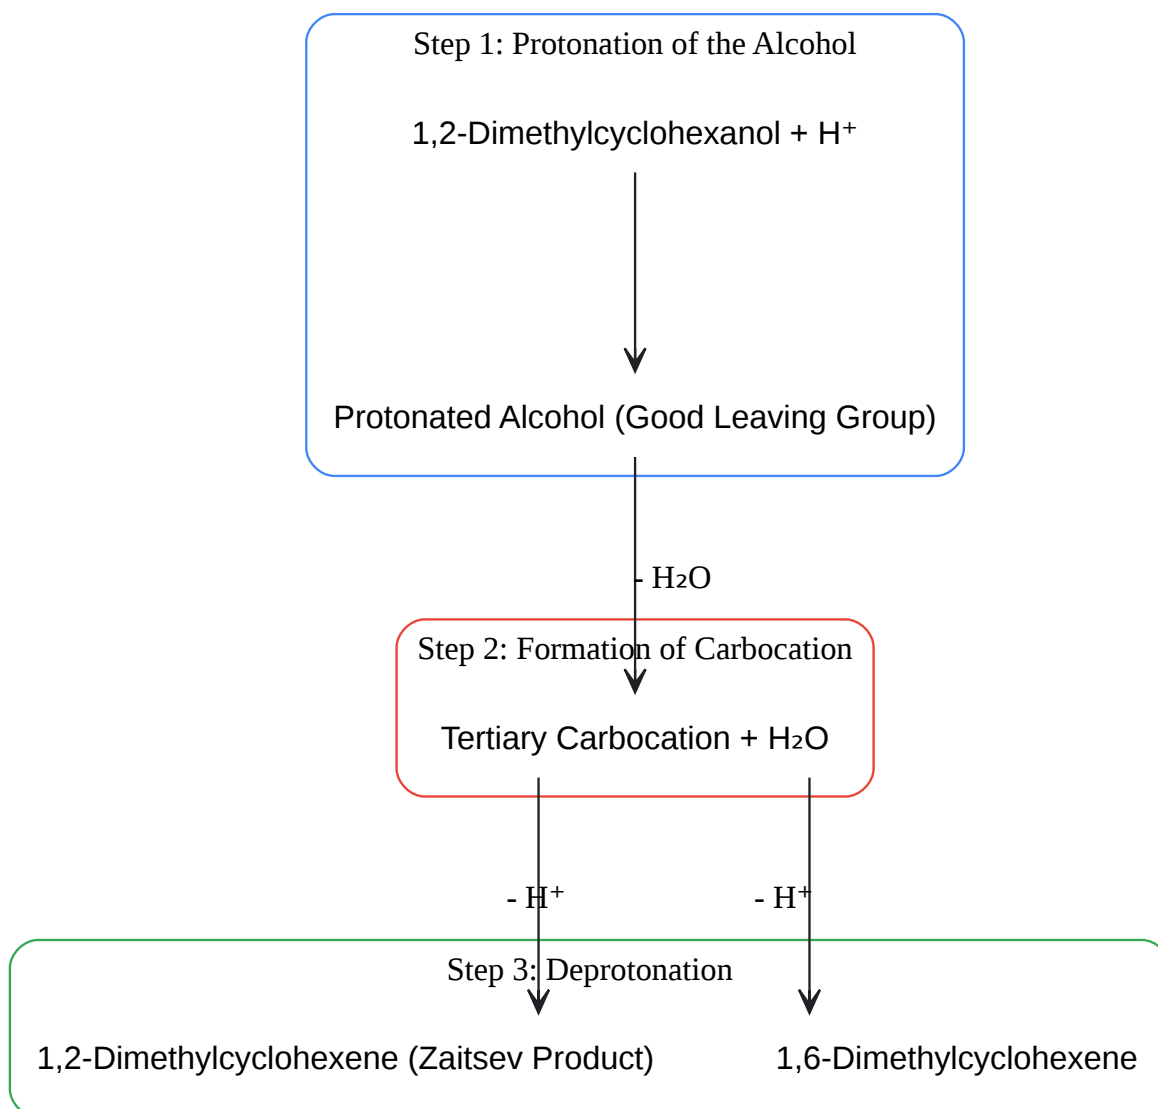 Step 1: Protonation of the Alcohol
1,2-Dimethylcyclohexanol + H⁺
Protonated Alcohol (Good Leaving Group)
- H₂O
Step 2: Formation of Carbocation
Tertiary Carbocation + H₂O
- H⁺
- H⁺
Step 3: Deprotonation
1,2-Dimethylcyclohexene (Zaitsev Product)
1,6-Dimethylcyclohexene